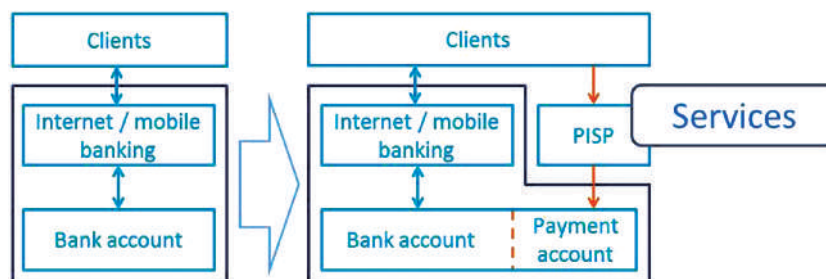 Clients
Internet / mobile
banking
Bank account
Clients
Internet / mobile
banking
PISP
Services
Bank account
Payment
account